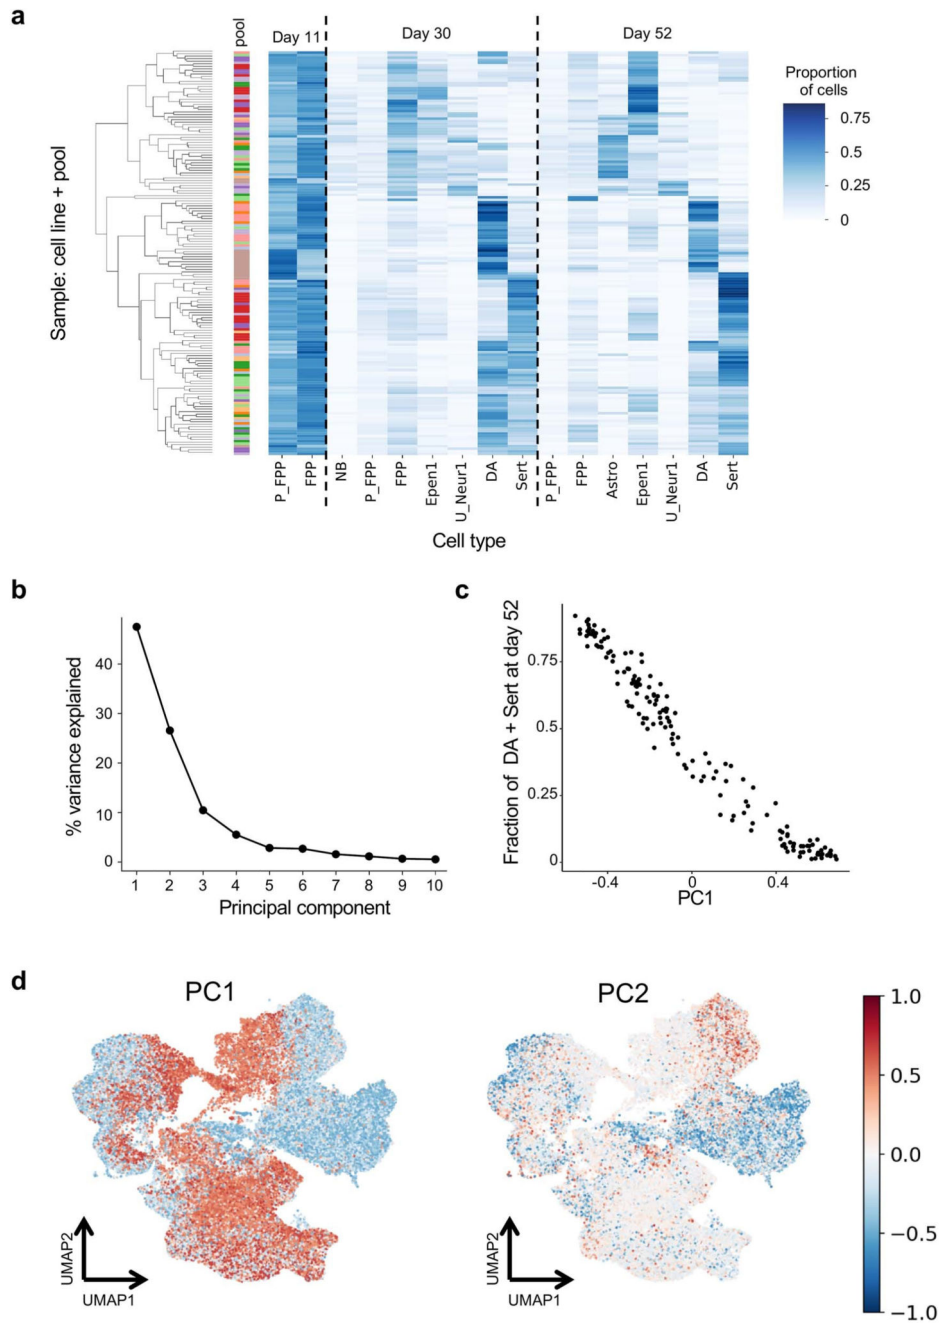 a
pool
Day 11
Day 30
Day 52
Proportion
of cells
0.75
0.5
0.25
0
Sample: cell line + pool
P_FPP
FPP
NB
P_FPP
FPP
Epen1
U_Neur1
DA
Sert
P_FPP
FPP
Astro
Epen1
U_Neur1
DA
Sert
Cell type
b
% variance explained
40
30
20
10
0
1 2 3 4 5 6 7 8 9 10
Principal component
c
Fraction of DA + Sert at day 52
0.75
0.5
0.25
0
-0.4 0 0.4
PC1
d
PC1
UMAP2
UMAP1
PC2
UMAP2
UMAP1
1.0
0.5
0.0
−0.5
−1.0